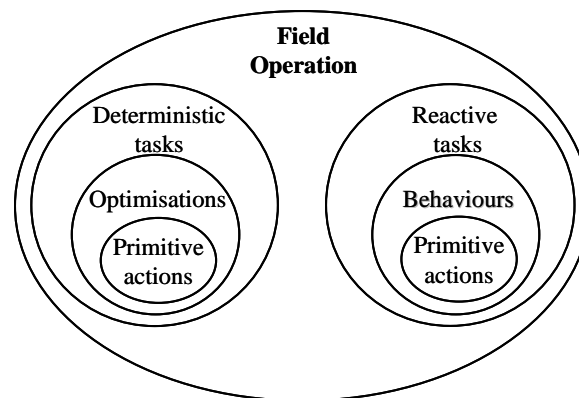 Field
Operation
Deterministic
tasks
Optimisations
Primitive
actions
Reactive
tasks
Behaviours
Primitive
actions